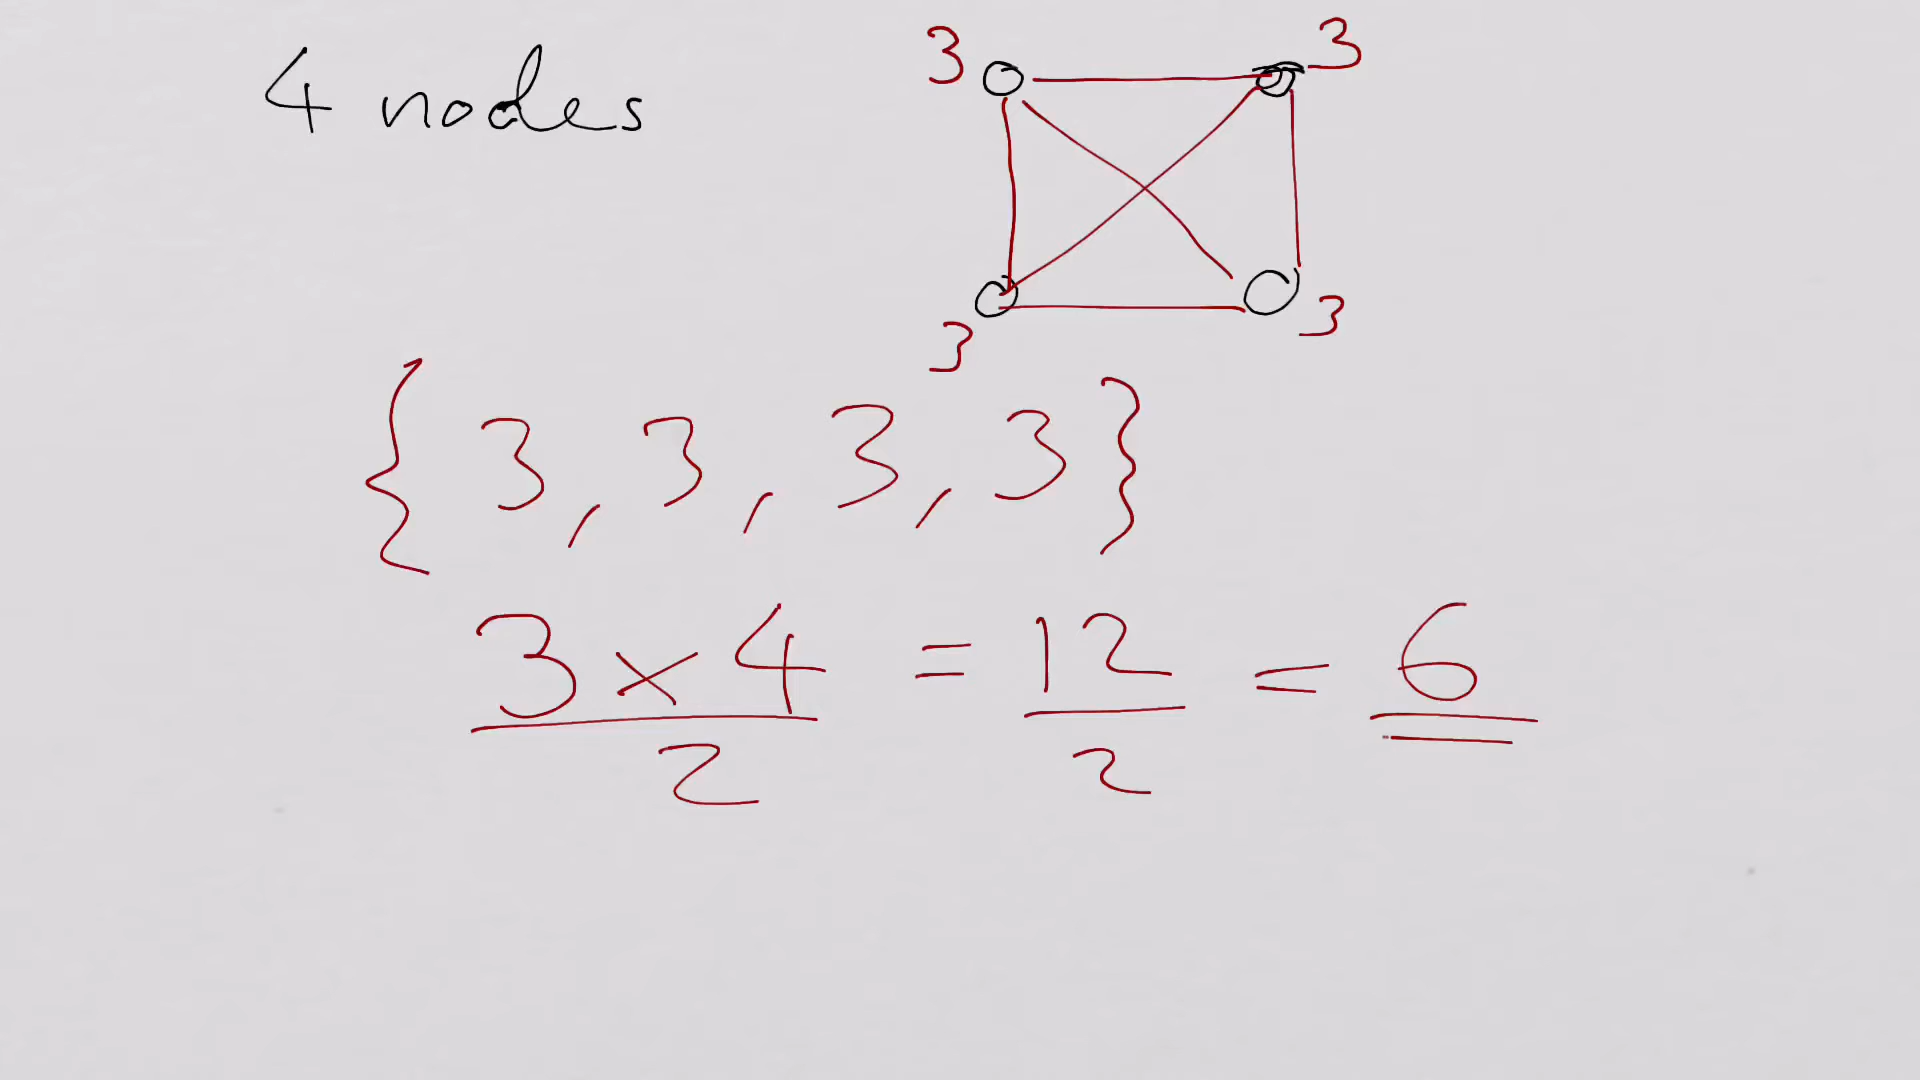 4 nodes
3 3
3 3
{3, 3, 3, 3}
3 × 4 / 2 = 12 / 2 = 6